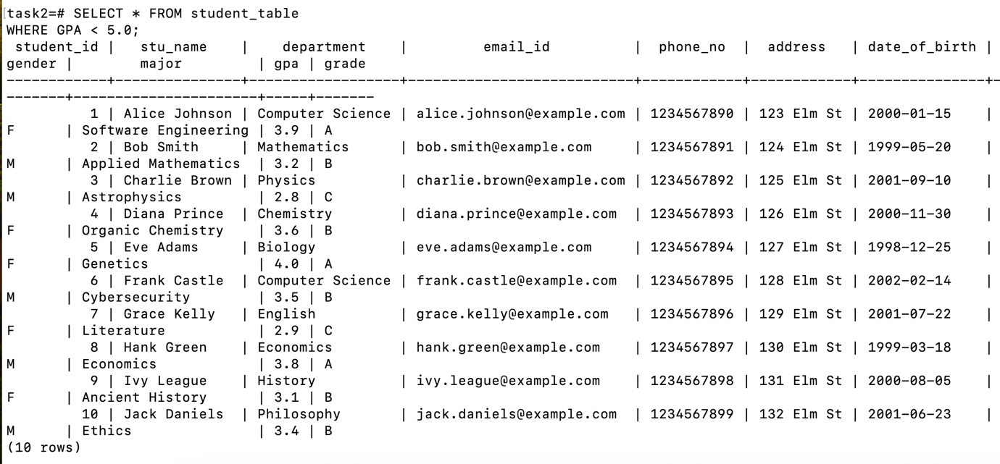 [task2=# SELECT * FROM student_table
WHERE GPA < 5.0;
 student_id |   stu_name    |    department    |         email_id          |  phone_no  |  address   | date_of_birth | 
gender |        major        | gpa | grade 
------------+---------------+------------------+---------------------------+------------+------------+---------------+-
-------+---------------------+-----+-------
          1 | Alice Johnson | Computer Science | alice.johnson@example.com | 1234567890 | 123 Elm St | 2000-01-15    | 
F      | Software Engineering | 3.9 | A
          2 | Bob Smith     | Mathematics      | bob.smith@example.com     | 1234567891 | 124 Elm St | 1999-05-20    | 
M      | Applied Mathematics | 3.2 | B
          3 | Charlie Brown | Physics          | charlie.brown@example.com | 1234567892 | 125 Elm St | 2001-09-10    | 
M      | Astrophysics        | 2.8 | C
          4 | Diana Prince  | Chemistry        | diana.prince@example.com  | 1234567893 | 126 Elm St | 2000-11-30    | 
F      | Organic Chemistry   | 3.6 | B
          5 | Eve Adams     | Biology          | eve.adams@example.com     | 1234567894 | 127 Elm St | 1998-12-25    | 
F      | Genetics            | 4.0 | A
          6 | Frank Castle  | Computer Science | frank.castle@example.com  | 1234567895 | 128 Elm St | 2002-02-14    | 
M      | Cybersecurity       | 3.5 | B
          7 | Grace Kelly   | English          | grace.kelly@example.com   | 1234567896 | 129 Elm St | 2001-07-22    | 
F      | Literature          | 2.9 | C
          8 | Hank Green    | Economics        | hank.green@example.com    | 1234567897 | 130 Elm St | 1999-03-18    | 
M      | Economics           | 3.8 | A
          9 | Ivy League    | History          | ivy.league@example.com    | 1234567898 | 131 Elm St | 2000-08-05    | 
F      | Ancient History     | 3.1 | B
         10 | Jack Daniels  | Philosophy       | jack.daniels@example.com  | 1234567899 | 132 Elm St | 2001-06-23    | 
M      | Ethics              | 3.4 | B
(10 rows)